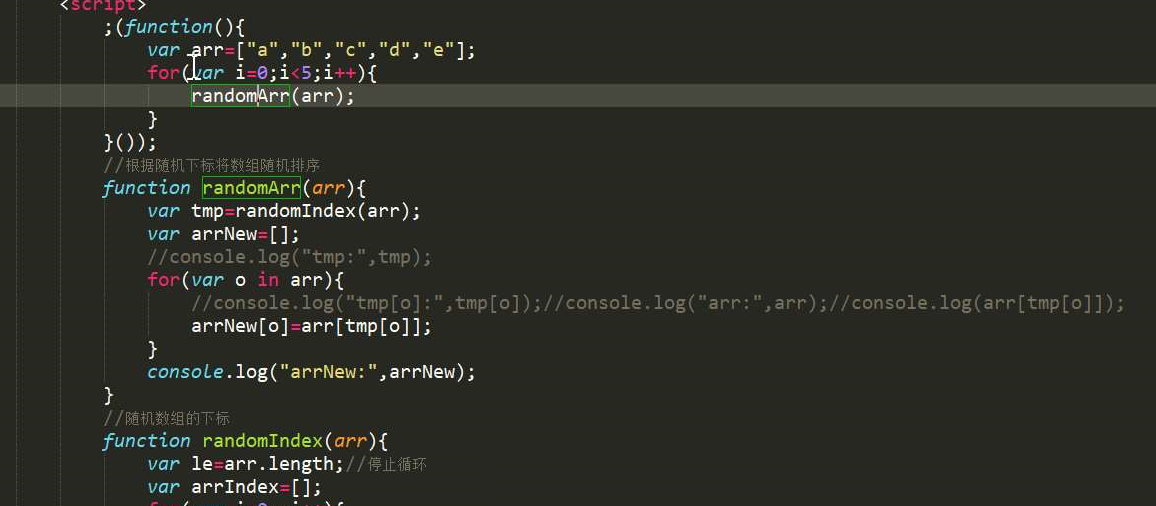 <script>
;(function(){
var arr=["a","b","c","d","e"];
for(var i=0;i<5;i++){
randomArr(arr);
}
}());
//根据随机下标将数组随机排序
function randomArr(arr){
var tmp=randomIndex(arr);
var arrNew=[];
//console.log("tmp:",tmp);
for(var o in arr){
//console.log("tmp[o]:",tmp[o]);//console.log("arr:",arr);//console.log(arr[tmp[o]]);
arrNew[o]=arr[tmp[o]];
}
console.log("arrNew:",arrNew);
}
//随机数组的下标
function randomIndex(arr){
var le=arr.length;//停止循环
var arrIndex=[];